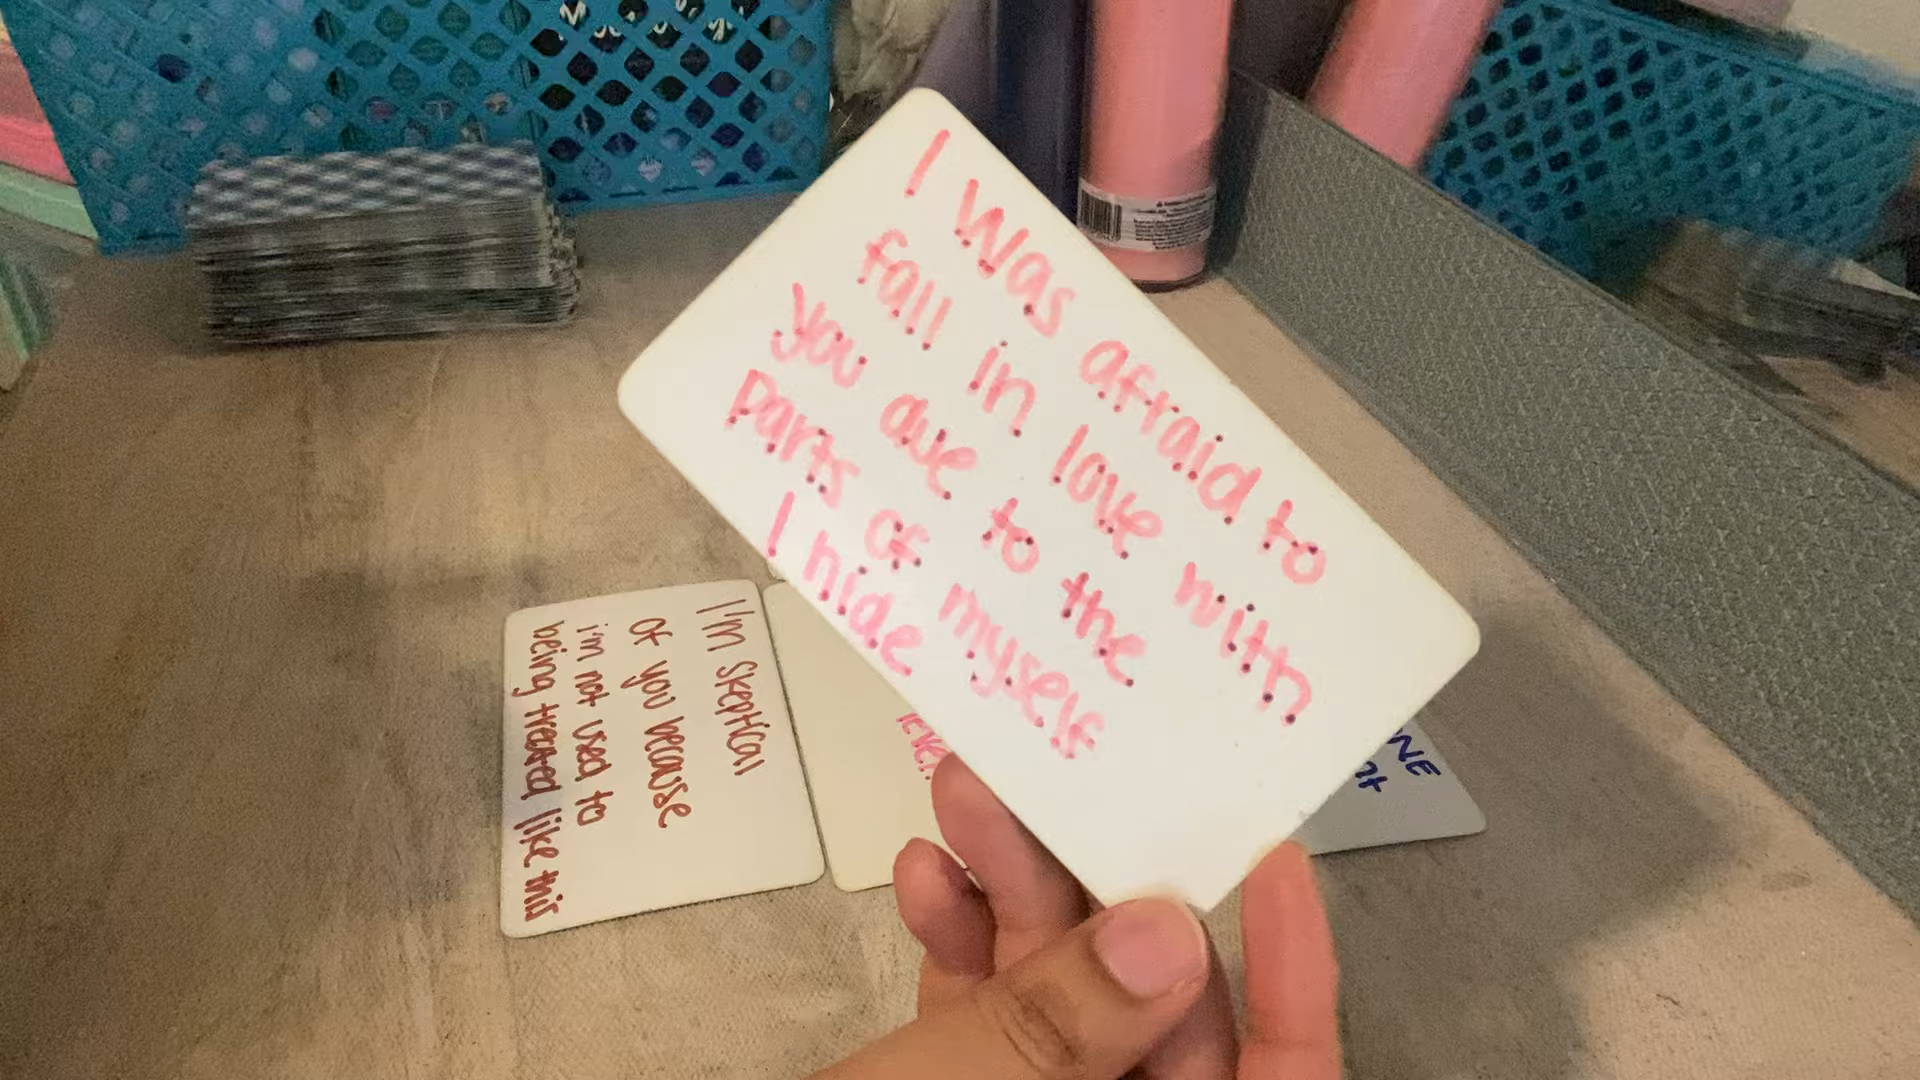 I was afraid to
fall in love with
you due to the
parts of myself
I hide
I'm skeptical
of you because
i'm not used to
being treated like this